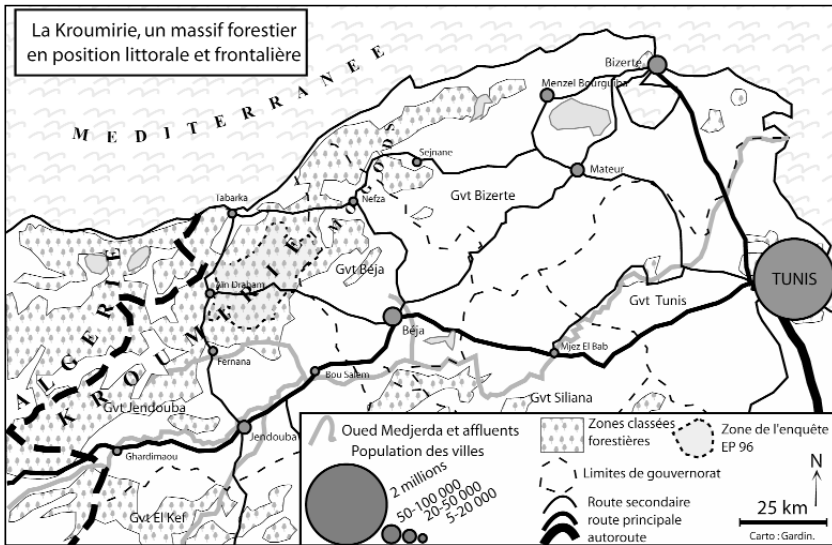 La Kroumirie, un massif forestier
en position littorale et frontalière
MEDITERRANEE
Bizerte
Menzel Bourguiba
MOGODS
Sejnane
Mateur
Tabarka
Nefza
Gvt Bizerte
ALGERIE
KROUMERIE
Gvt Béja
Aïn Draham
TUNIS
Gvt Tunis
Béja
Mjez El Bab
Fernana
Bou Salem
Gvt Jendouba
Gvt Siliana
Jendouba
Ghardimaou
Gvt El Kef
Oued Medjerda et affluents
Population des villes
2 millions
50-100 000
20-50 000
5-20 000
Zones classées
forestières
Zone de l'enquête
EP 96
Limites de gouvernorat
Route secondaire
route principale
autoroute
N
25 km
Carto : Gardin.